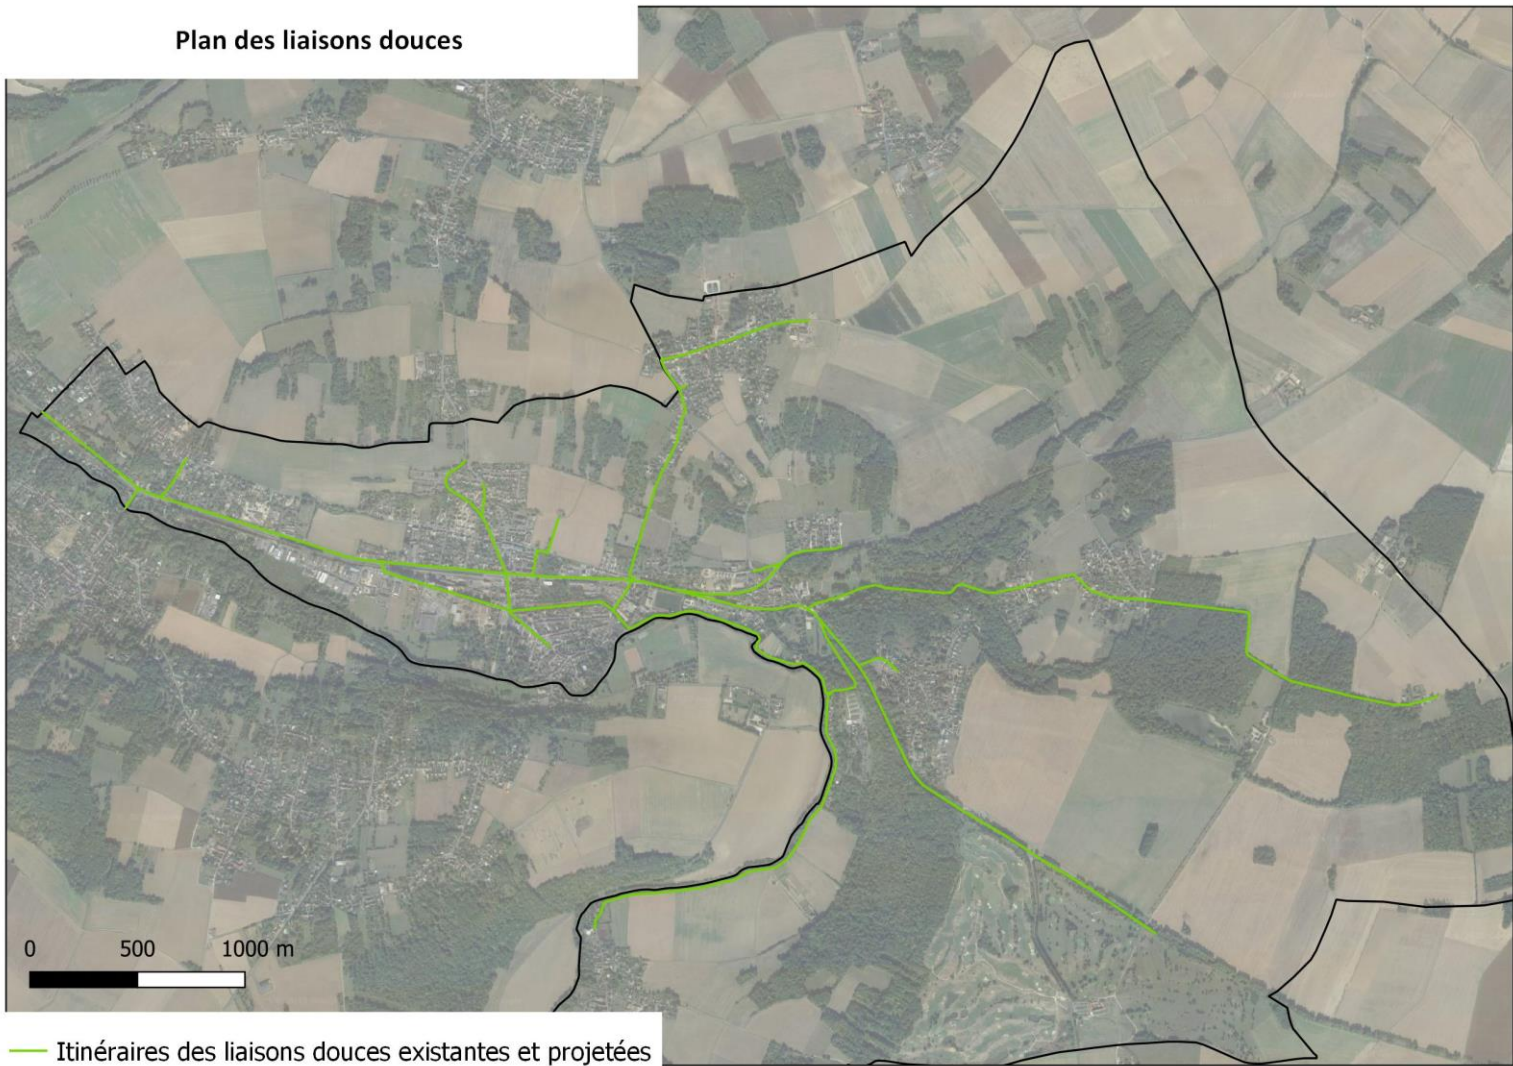 Plan des liaisons douces
0 500 1000 m
Itinéraires des liaisons douces existantes et projetées